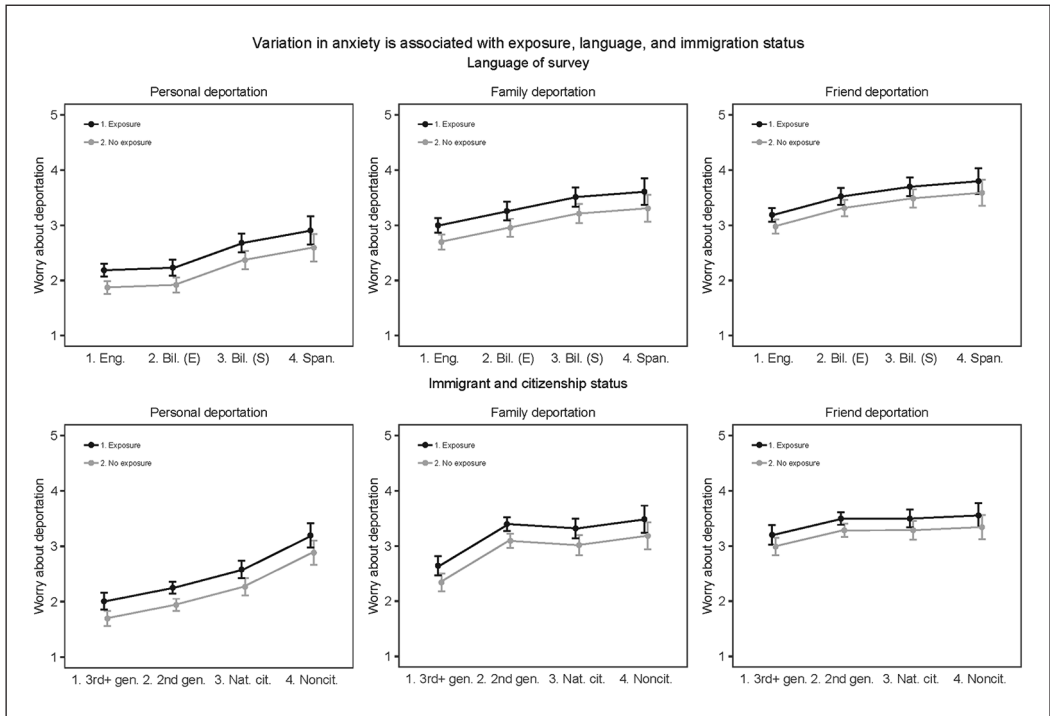 Variation in anxiety is associated with exposure, language, and immigration status
Language of survey
Personal deportation
Worry about deportation
5
4
3
2
1
1. Exposure
2. No exposure
1. Eng. 2. Bil. (E) 3. Bil. (S) 4. Span.
Family deportation
Worry about deportation
5
4
3
2
1
1. Exposure
2. No exposure
1. Eng. 2. Bil. (E) 3. Bil. (S) 4. Span.
Friend deportation
Worry about deportation
5
4
3
2
1
1. Exposure
2. No exposure
1. Eng. 2. Bil. (E) 3. Bil. (S) 4. Span.
Immigrant and citizenship status
Personal deportation
Worry about deportation
5
4
3
2
1
1. Exposure
2. No exposure
1. 3rd+ gen. 2. 2nd gen. 3. Nat. cit. 4. Noncit.
Family deportation
Worry about deportation
5
4
3
2
1
1. Exposure
2. No exposure
1. 3rd+ gen. 2. 2nd gen. 3. Nat. cit. 4. Noncit.
Friend deportation
Worry about deportation
5
4
3
2
1
1. Exposure
2. No exposure
1. 3rd+ gen. 2. 2nd gen. 3. Nat. cit. 4. Noncit.